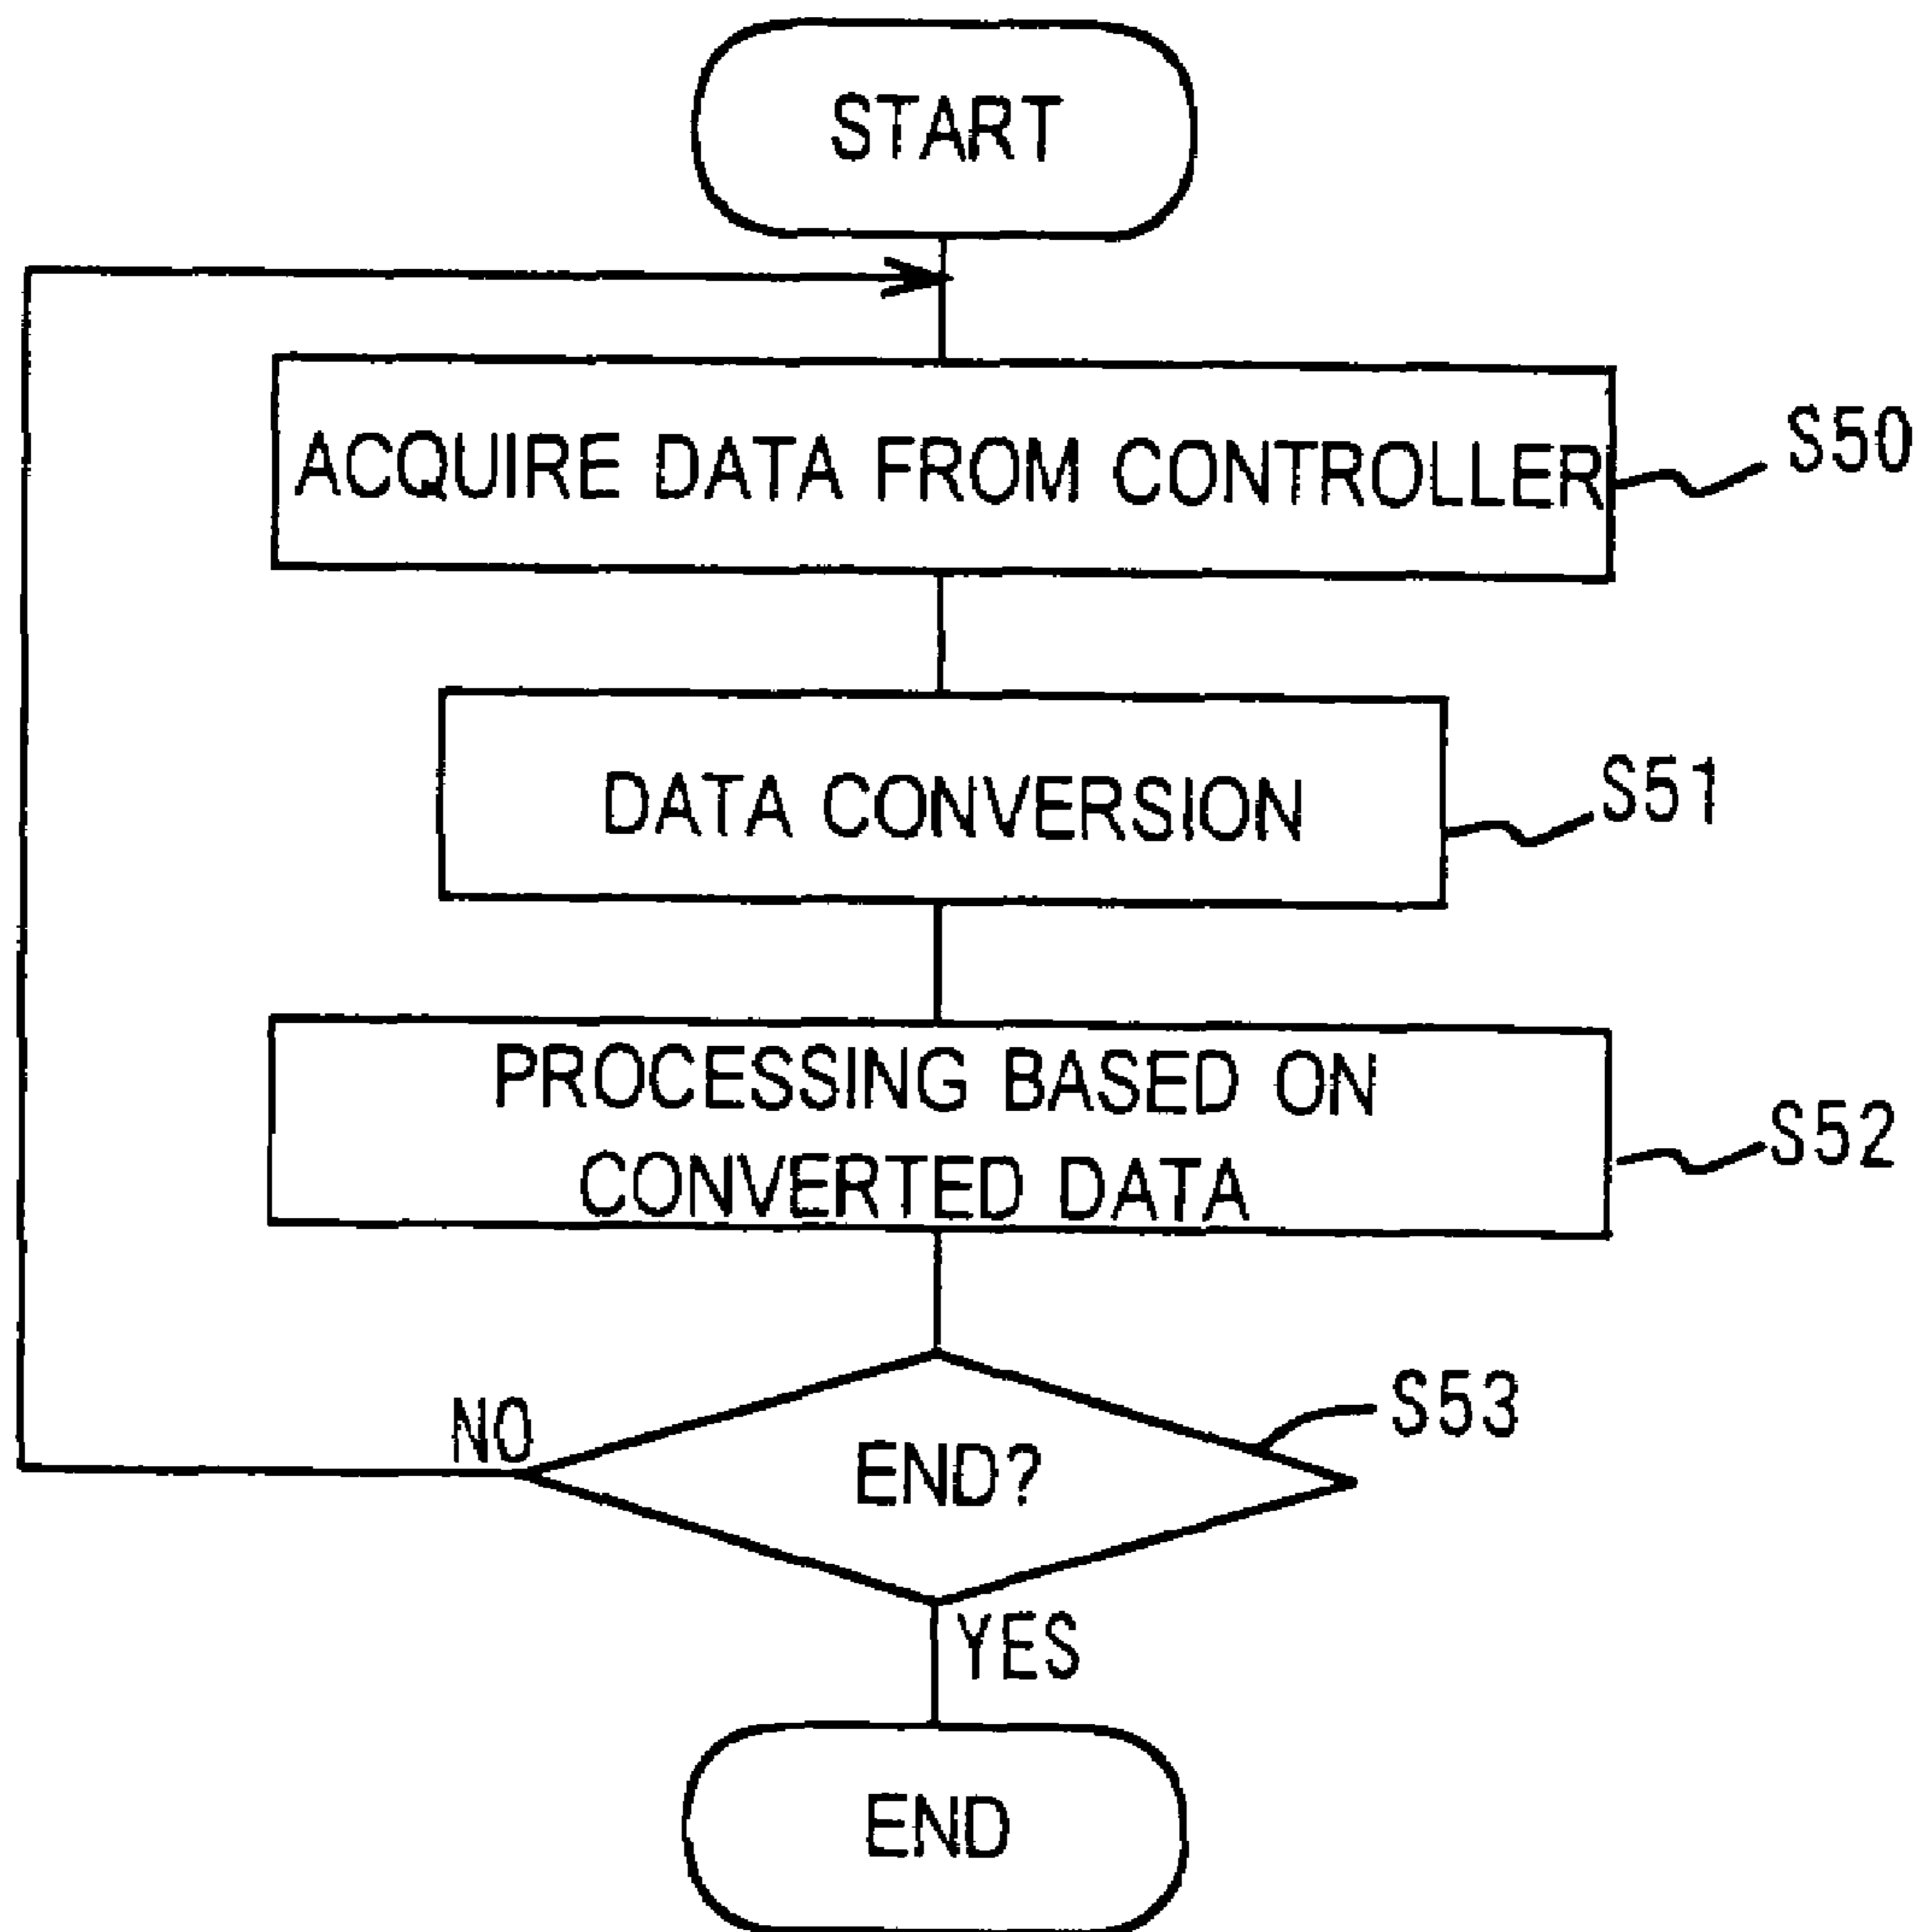 START
ACQUIRE DATA FROM CONTROLLER
S50
DATA CONVERSION
S51
PROCESSING BASED ON
CONVERTED DATA
S52
NO
END?
S53
YES
END